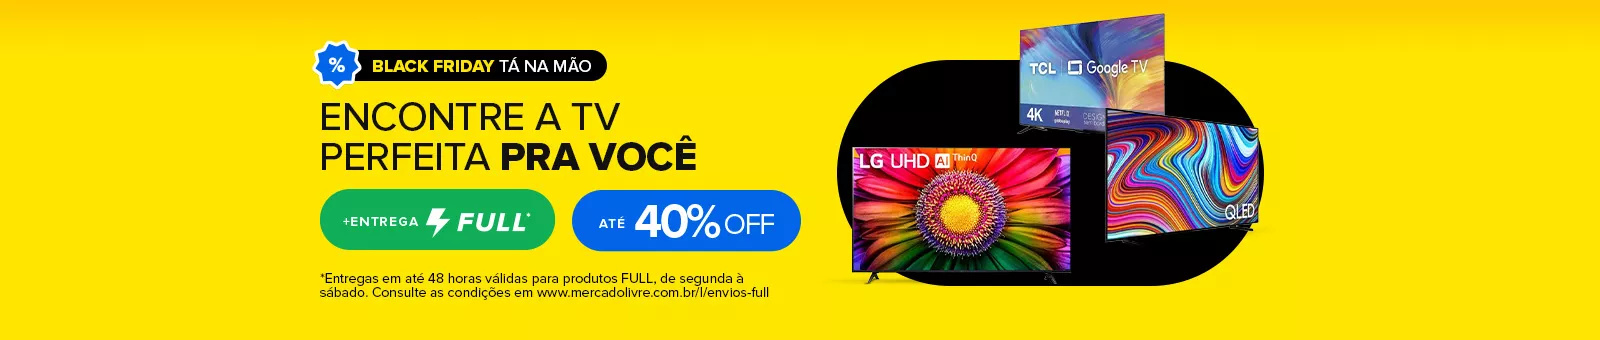 %
BLACK FRIDAY TÁ NA MÃO
ENCONTRE A TV
PERFEITA PRA VOCÊ
+ENTREGA FULL*
ATÉ 40% OFF
*Entregas em até 48 horas válidas para produtos FULL, de segunda à
sábado. Consulte as condições em www.mercadolivre.com.br/l/envios-full
TCL Google TV
4K NETFLIX DESIGN
LG UHD AI ThinQ
QLED